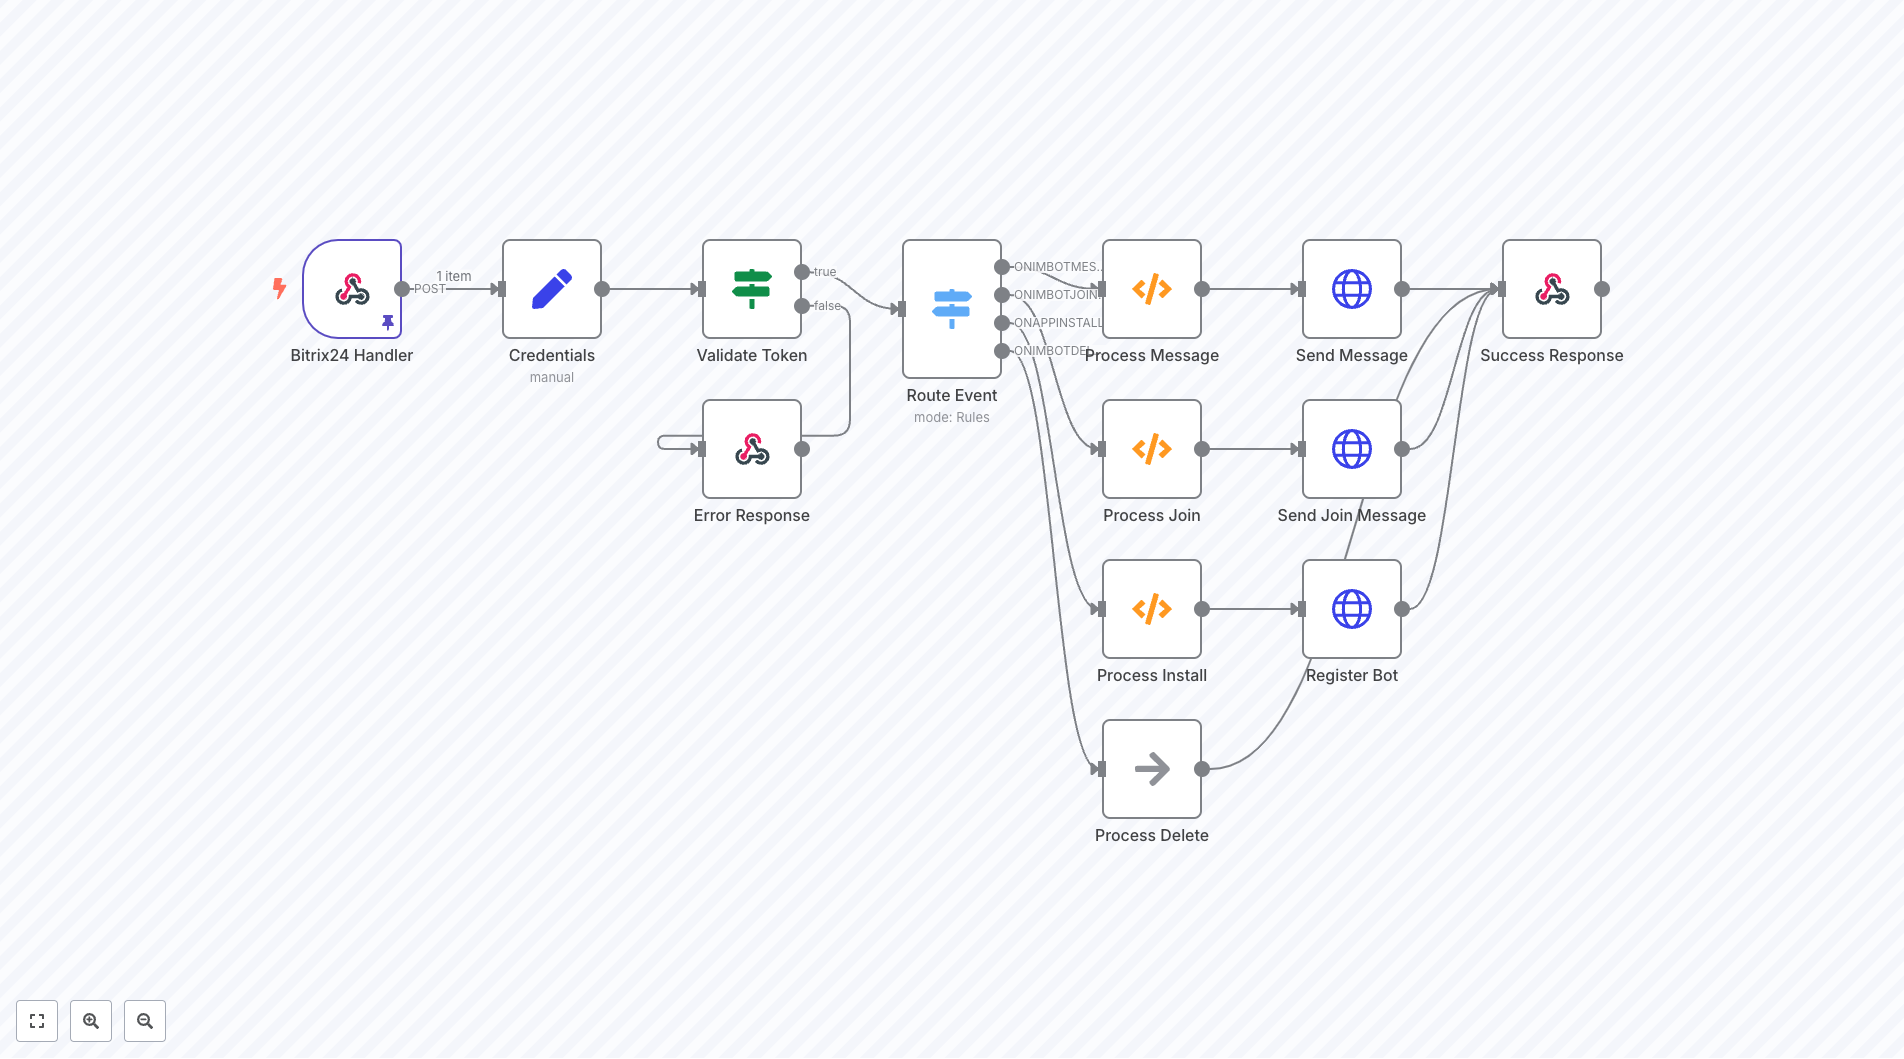 1 item
POST
true
false
ONIMBOTMES...
ONIMBOTJOIN
ONAPPINSTALL
ONIMBOTDEL
Bitrix24 Handler
Credentials
manual
Validate Token
Route Event
mode: Rules
Process Message
Send Message
Success Response
Error Response
Process Join
Send Join Message
Process Install
Register Bot
Process Delete